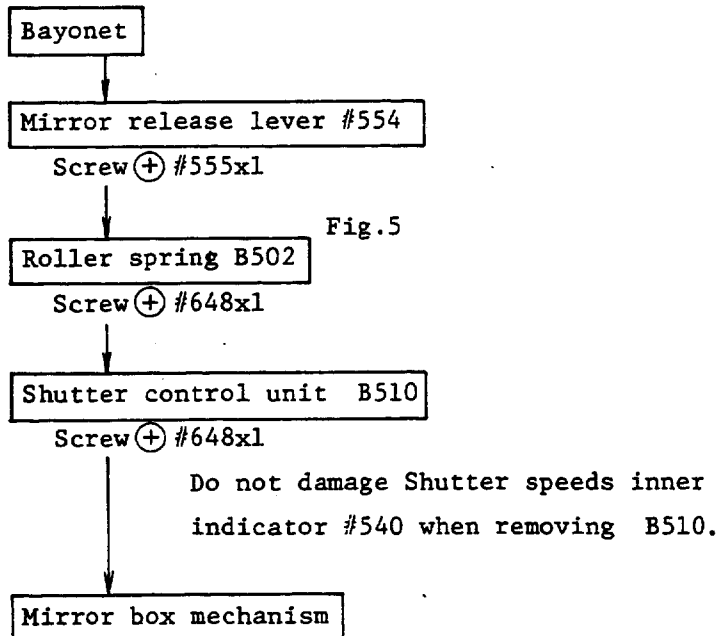 Bayonet
Mirror release lever #554
Screw ⊕ #555x1
Fig.5
Roller spring B502
Screw ⊕ #648x1
Shutter control unit B510
Screw ⊕ #648x1
Do not damage Shutter speeds inner
indicator #540 when removing B510.
Mirror box mechanism